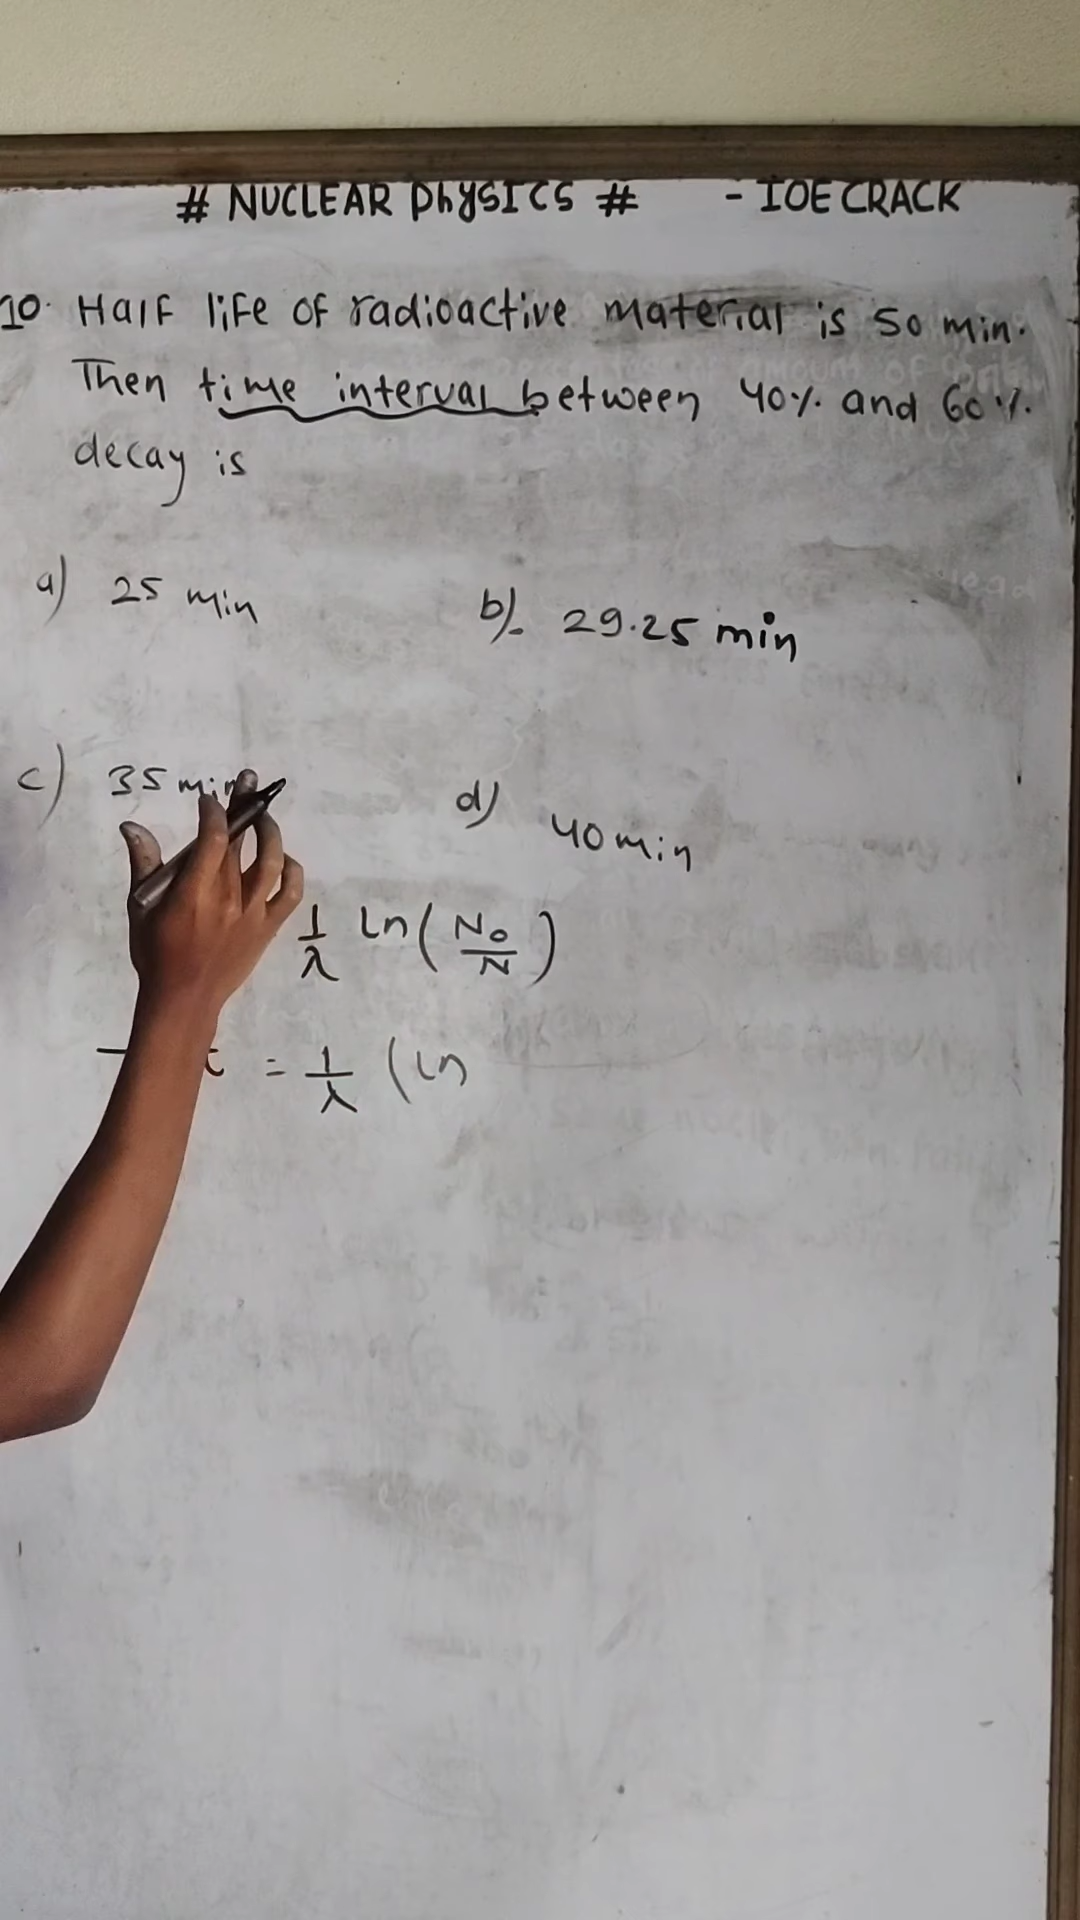 # NUCLEAR PhySICS # - IOE CRACK
10. Half life of radioactive material is 50 min.
Then time interval between 40% and 60%
decay is
a) 25 min
b). 29.25 min
c) 35 min
d) 40 min
1/λ ln(N₀/N)
= 1/λ (ln